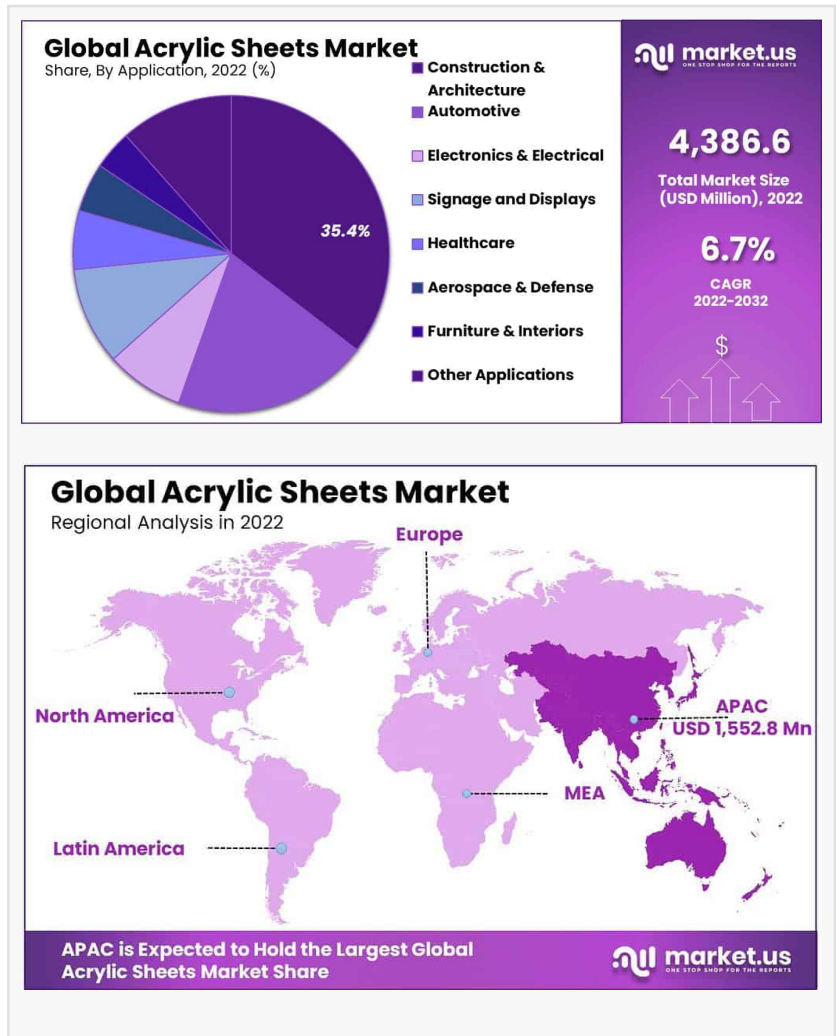 Global Acrylic Sheets Market
Share, By Application, 2022 (%)
35.4%
Construction &
Architecture
Automotive
Electronics & Electrical
Signage and Displays
Healthcare
Aerospace & Defense
Furniture & Interiors
Other Applications
market.us
ONE STOP SHOP FOR THE REPORTS
4,386.6
Total Market Size
(USD Million), 2022
6.7%
CAGR
2022-2032
$
Global Acrylic Sheets Market
Regional Analysis in 2022
Europe
North America
APAC
USD 1,552.8 Mn
MEA
Latin America
APAC is Expected to Hold the Largest Global
Acrylic Sheets Market Share
market.us
ONE STOP SHOP FOR THE REPORTS